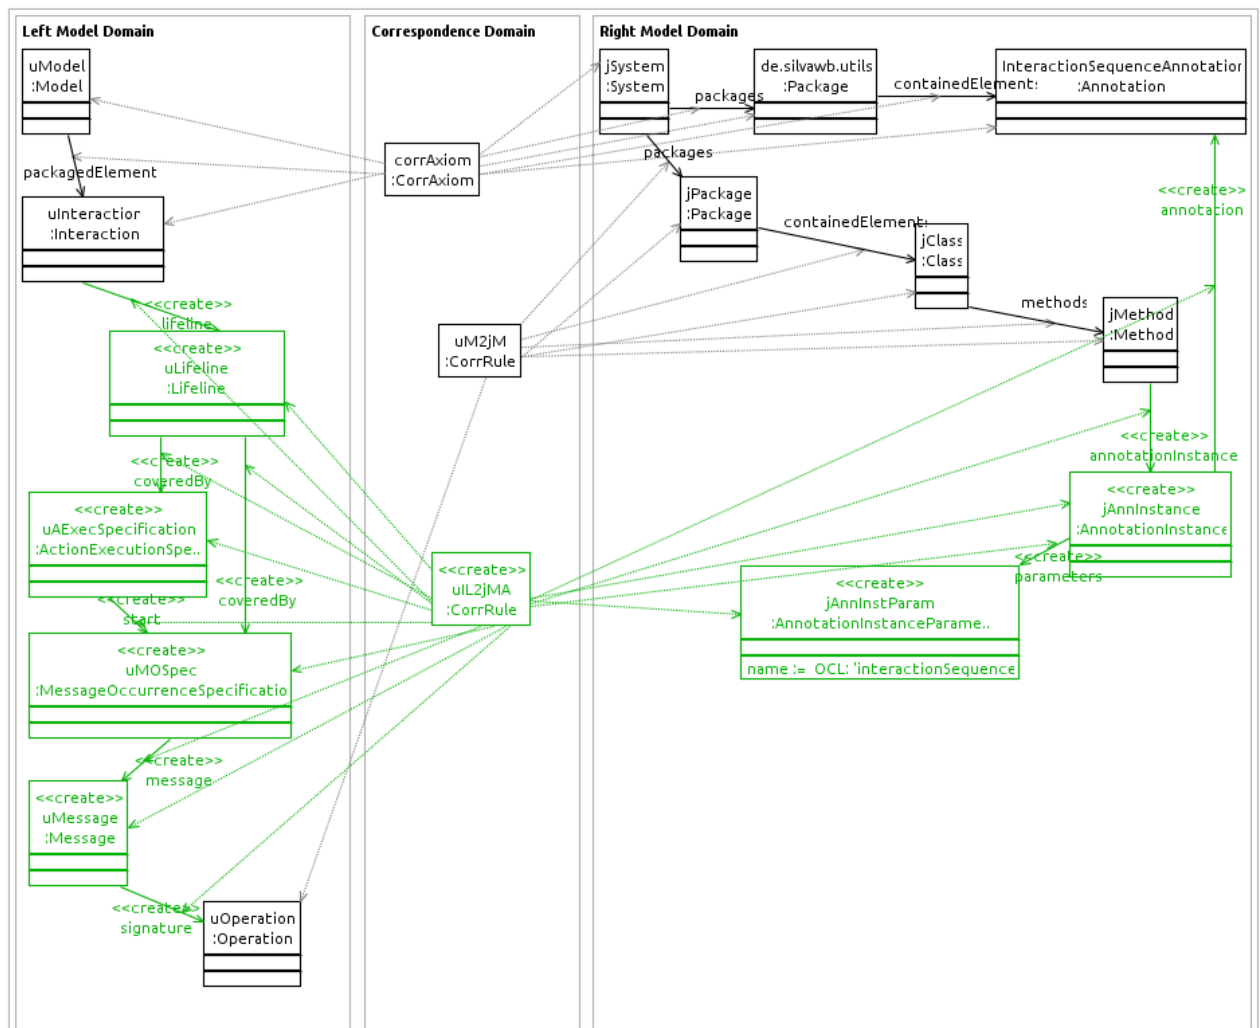 Left Model Domain
uModel
:Model
packagedElement
uInteraction
:Interaction
<<create>>
lifeline
<<create>>
uLifeline
:Lifeline
<<create>>
coveredBy
<<create>>
uAExecSpecification
:ActionExecutionSpe..
<<create>>
coveredBy
<<create>>
start
<<create>>
uMOSpec
:MessageOccurrenceSpecificatio
<<create>>
message
<<create>>
uMessage
:Message
<<create>>
signature
uOperation
:Operation
Correspondence Domain
corrAxiom
:CorrAxiom
uM2jM
:CorrRule
<<create>>
uIL2jMA
:CorrRule
Right Model Domain
jSystem
:System
packages
de.silvawb.utils
:Package
containedElement:
InteractionSequenceAnnotation
:Annotation
packages
jPackage
:Package
containedElement:
jClass
:Class
methods
jMethod
:Method
<<create>>
annotation
<<create>>
annotationInstance
<<create>>
jAnnInstance
:AnnotationInstance
<<create>>
parameters
<<create>>
jAnnInstParam
:AnnotationInstanceParame..
name := OCL: 'interactionSequence